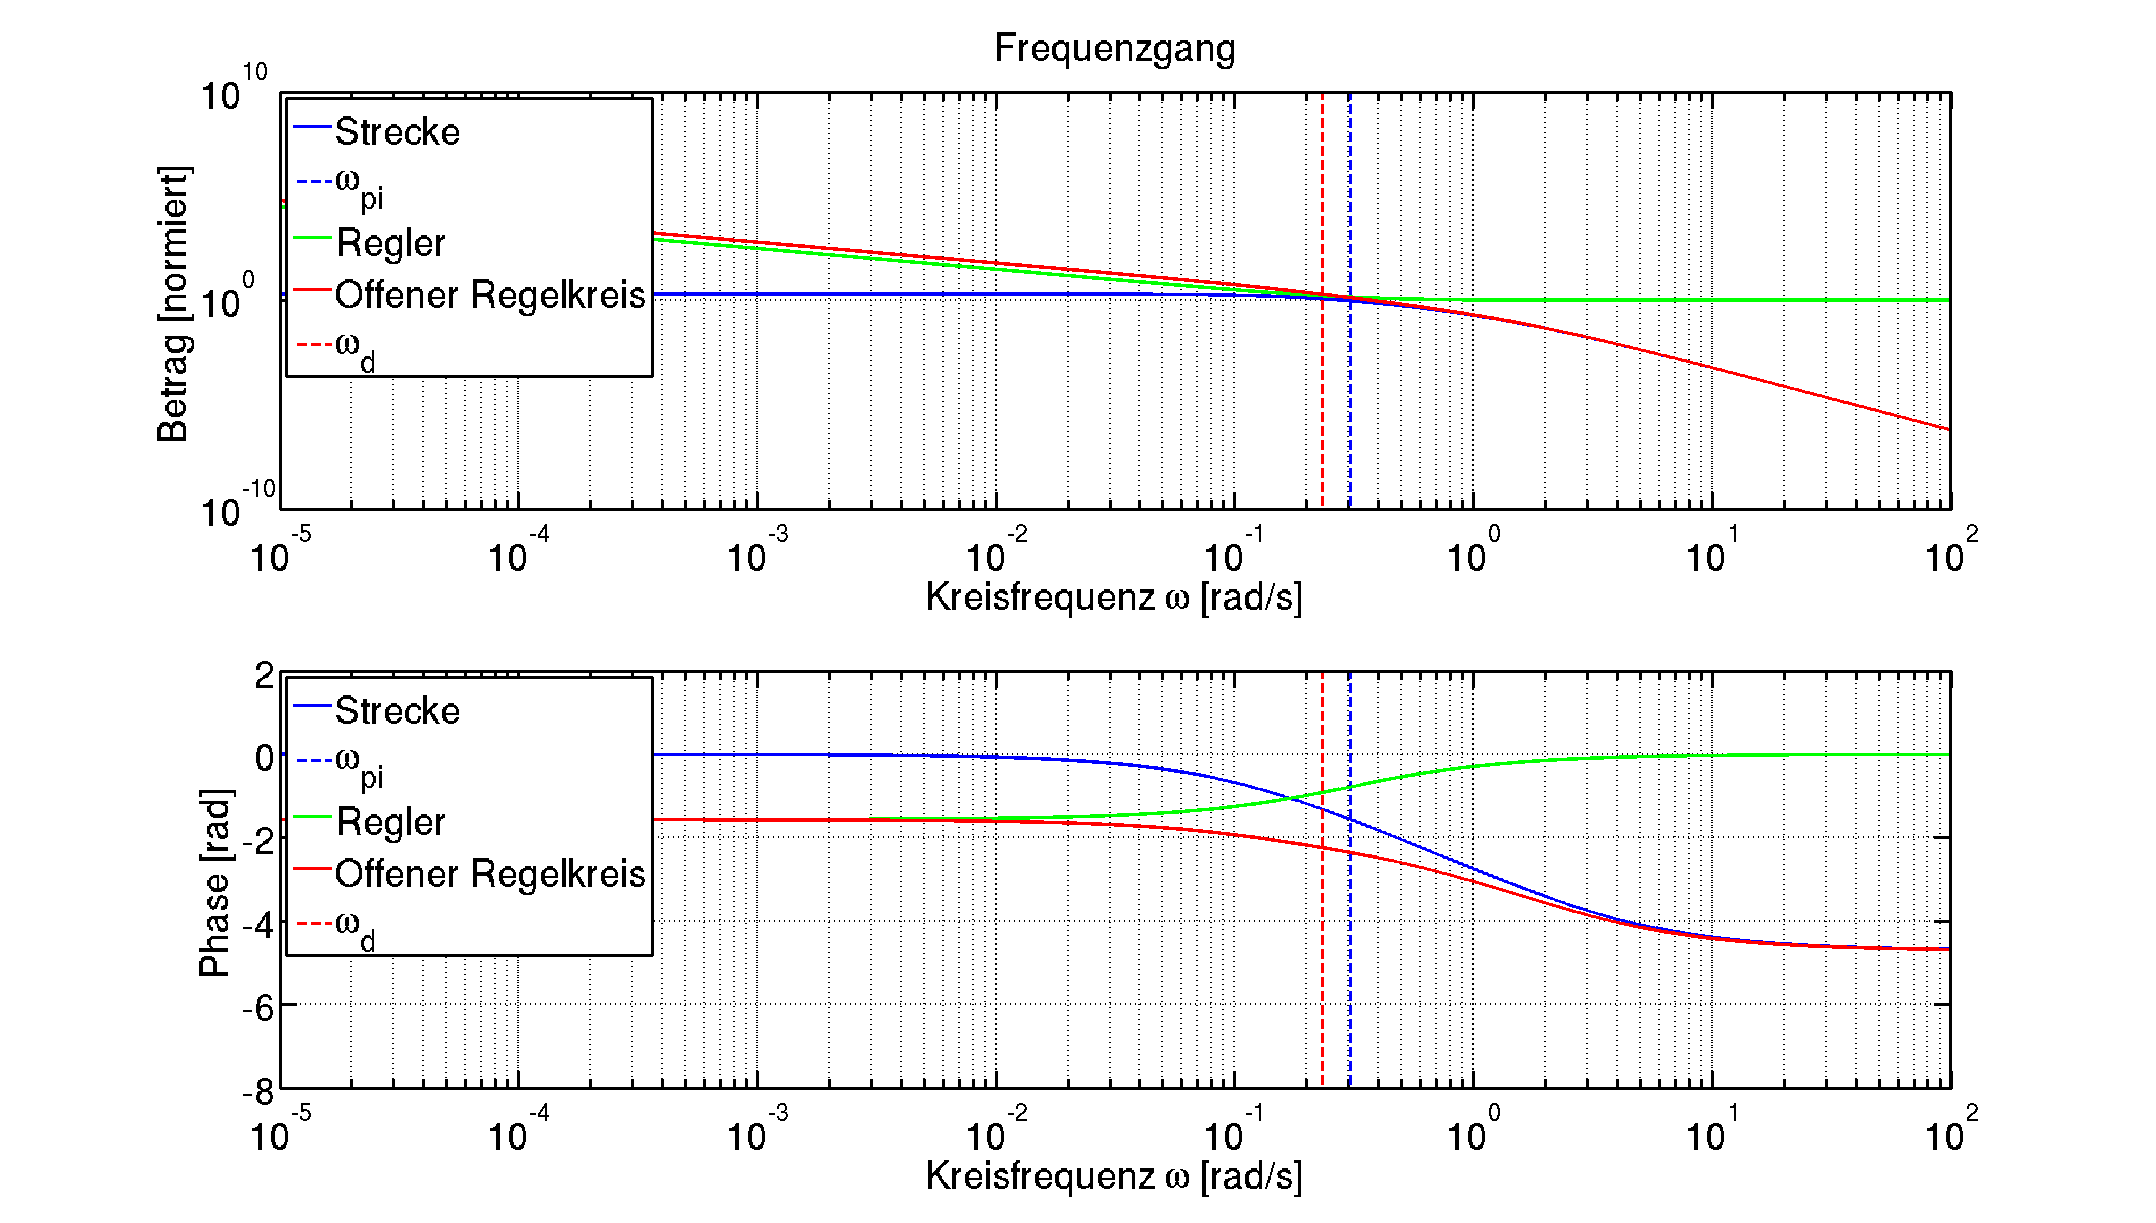 Frequenzgang
Betrag [normiert]
10^10
10^0
10^-10
Strecke
ω_pi
Regler
Offener Regelkreis
ω_d
10^-5 10^-4 10^-3 10^-2 10^-1 10^0 10^1 10^2
Kreisfrequenz ω [rad/s]
Phase [rad]
2
0
-2
-4
-6
-8
Strecke
ω_pi
Regler
Offener Regelkreis
ω_d
10^-5 10^-4 10^-3 10^-2 10^-1 10^0 10^1 10^2
Kreisfrequenz ω [rad/s]